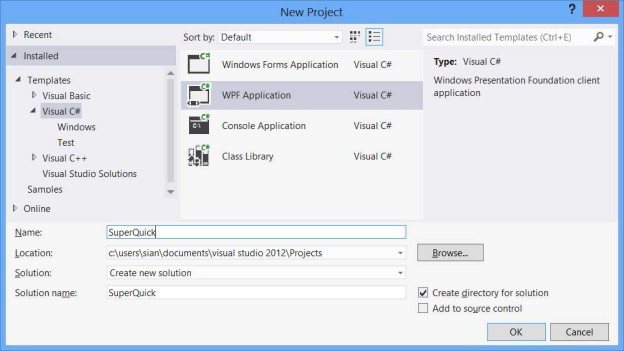 New Project
?
Recent
Sort by: Default
Search Installed Templates (Ctrl+E)
Installed
Templates
Visual Basic
Visual C#
Windows
Test
Visual C++
Visual Studio Solutions
Samples
Online
C# Windows Forms Application Visual C#
C# WPF Application Visual C#
C# C:\ Console Application Visual C#
C# Class Library Visual C#
Type: Visual C#
Windows Presentation Foundation client
application
Name: SuperQuick
Location: c:\users\sian\documents\visual studio 2012\Projects Browse...
Solution: Create new solution
Solution name: SuperQuick
Create directory for solution
Add to source control
OK Cancel